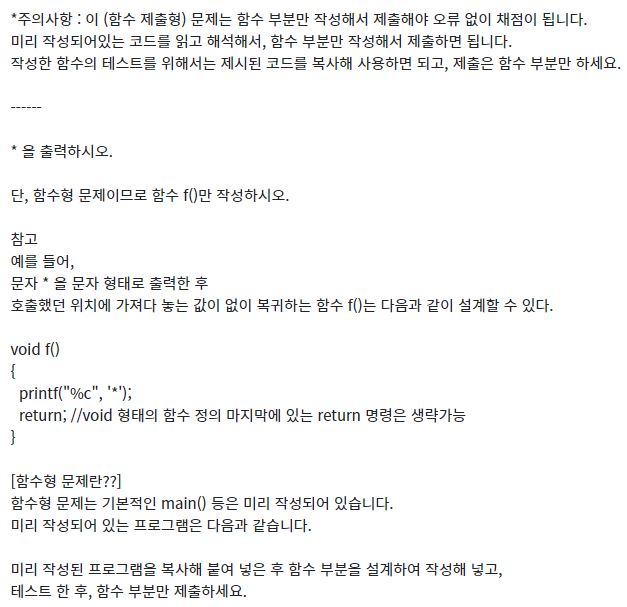 *주의사항 : 이 (함수 제출형) 문제는 함수 부분만 작성해서 제출해야 오류 없이 채점이 됩니다.
미리 작성되어있는 코드를 읽고 해석해서, 함수 부분만 작성해서 제출하면 됩니다.
작성한 함수의 테스트를 위해서는 제시된 코드를 복사해 사용하면 되고, 제출은 함수 부분만 하세요.
------
* 을 출력하시오.
단, 함수형 문제이므로 함수 f()만 작성하시오.
참고
예를 들어,
문자 * 을 문자 형태로 출력한 후
호출했던 위치에 가져다 놓는 값이 없이 복귀하는 함수 f()는 다음과 같이 설계할 수 있다.
void f()
{
printf("%c", '*');
return; //void 형태의 함수 정의 마지막에 있는 return 명령은 생략가능
}
[함수형 문제란??]
함수형 문제는 기본적인 main() 등은 미리 작성되어 있습니다.
미리 작성되어 있는 프로그램은 다음과 같습니다.
미리 작성된 프로그램을 복사해 붙여 넣은 후 함수 부분을 설계하여 작성해 넣고,
테스트 한 후, 함수 부분만 제출하세요.